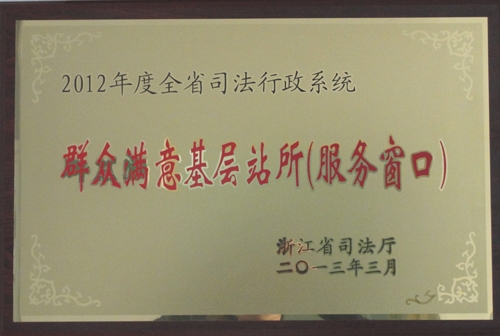 2012年度全省司法行政系统
群众满意基层站所(服务窗口)
浙江省司法厅
二〇一三年三月